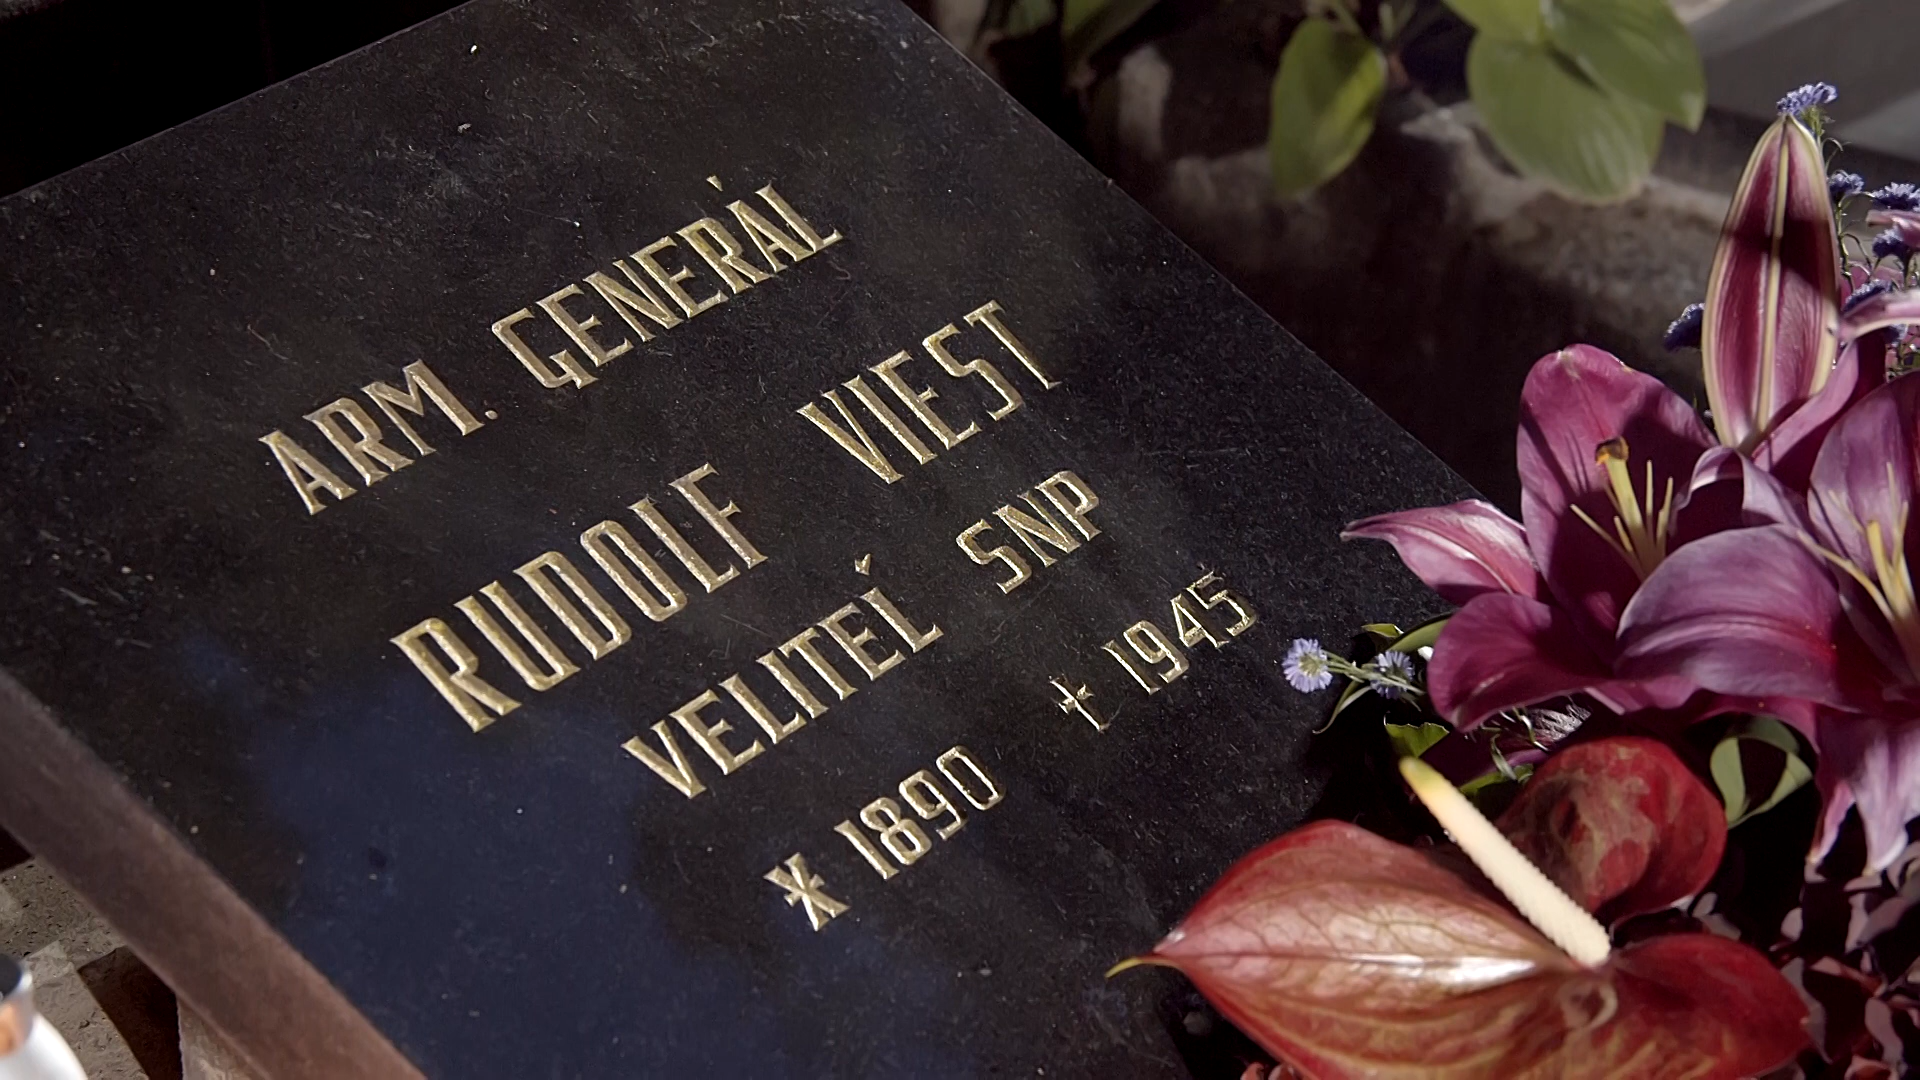 ARM. GENERÁL
RUDOLF VIEST
VELITEĽ SNP
* 1890 † 1945